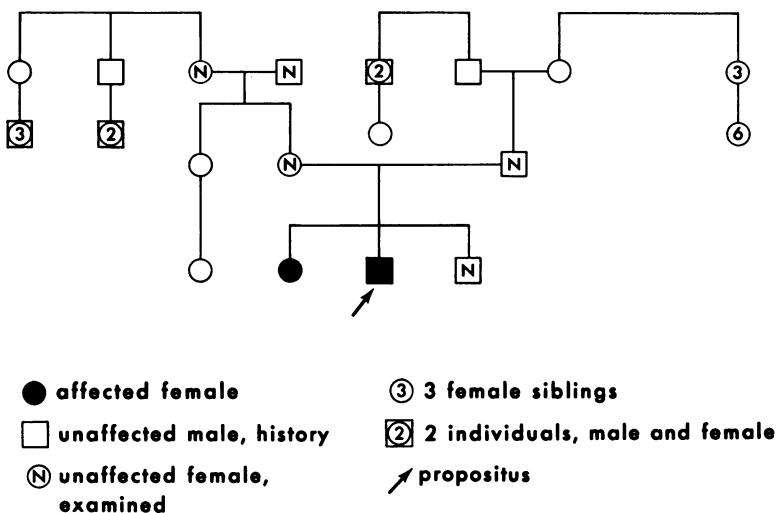 N N 2 3
3 2 6
N N
N
affected female
3 3 female siblings
unaffected male, history
2 2 individuals, male and female
N unaffected female,
examined
propositus